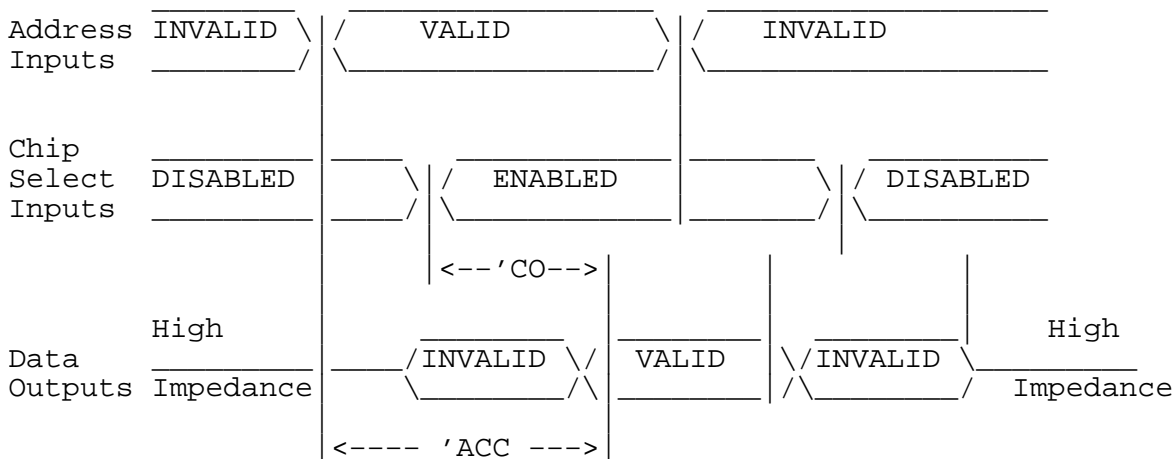 Address INVALID VALID INVALID
Inputs
Chip
Select DISABLED ENABLED DISABLED
Inputs
<--'CO-->
High High
Data INVALID VALID INVALID
Outputs Impedance Impedance
<---- 'ACC --->